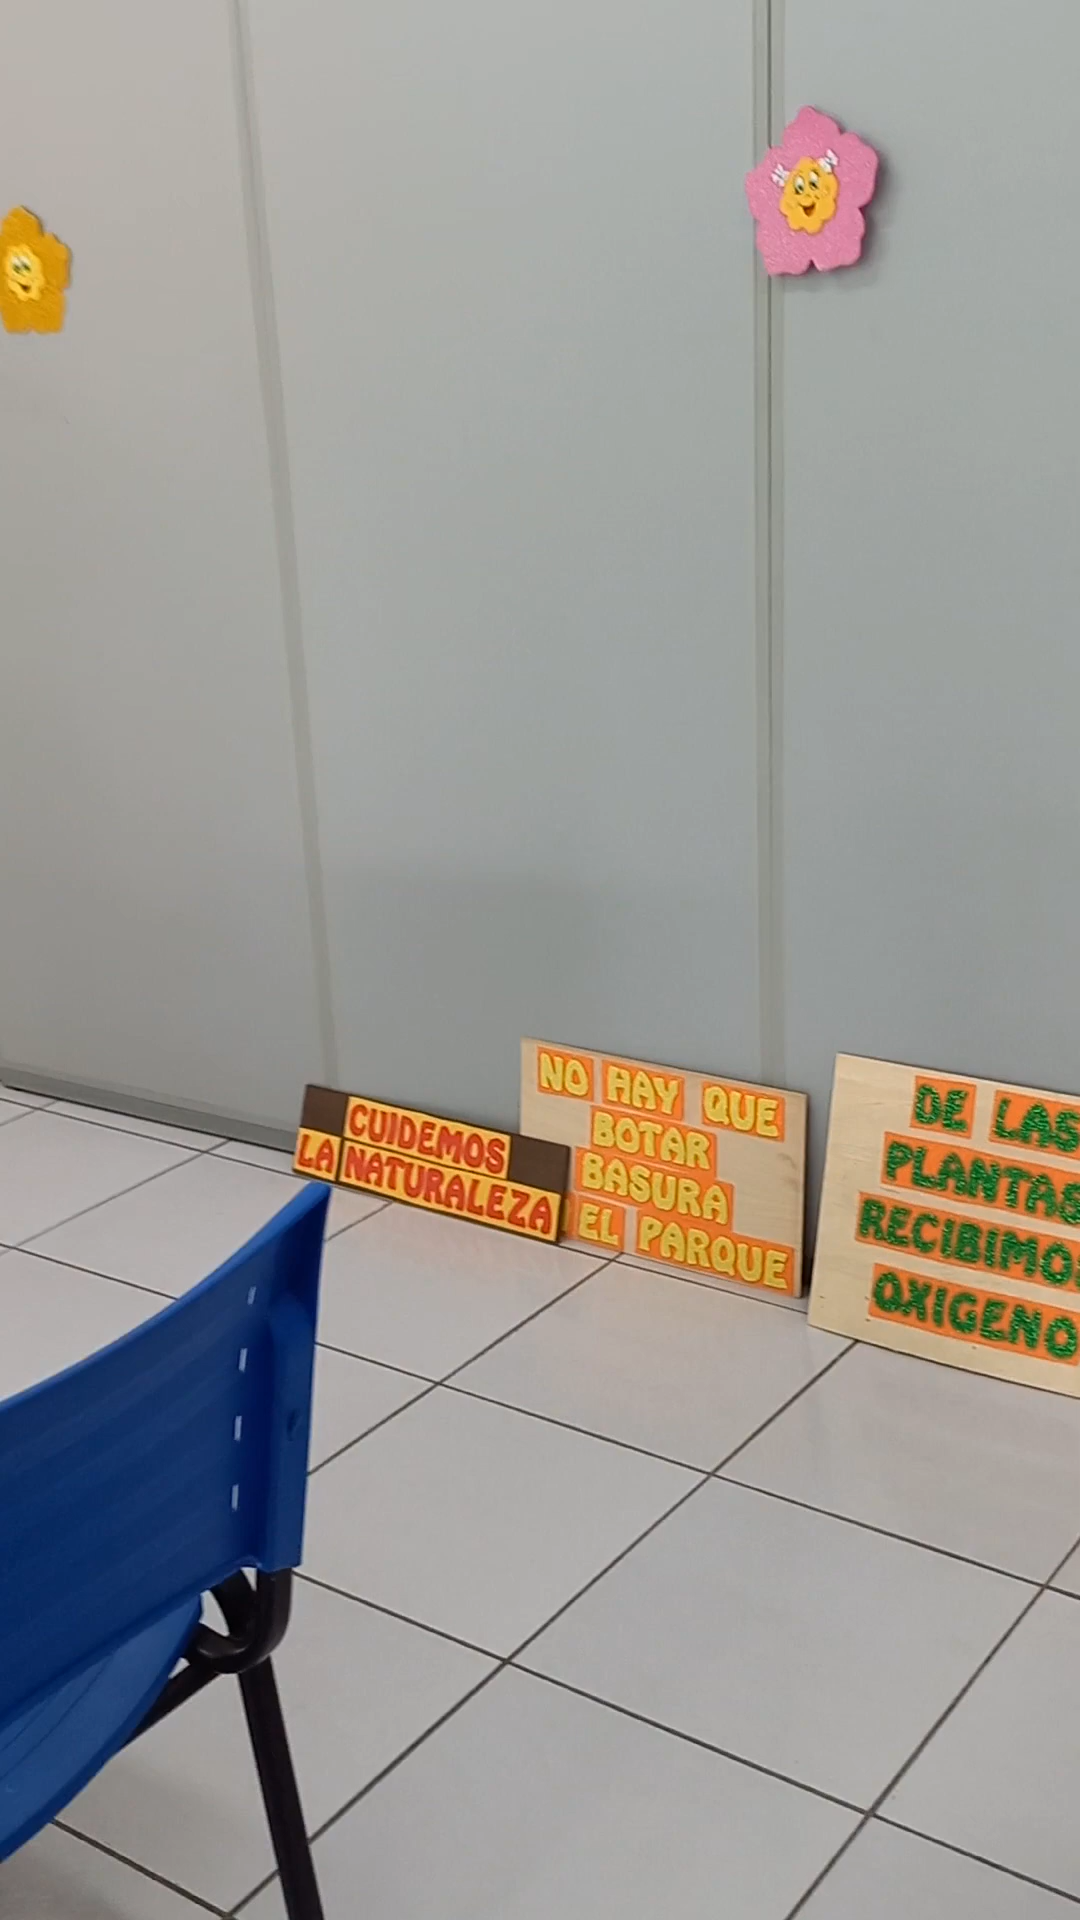 CUIDEMOS
LA NATURALEZA
NO HAY QUE
BOTAR
BASURA
EL PARQUE
DE LAS
PLANTAS
RECIBIMOS
OXIGENO